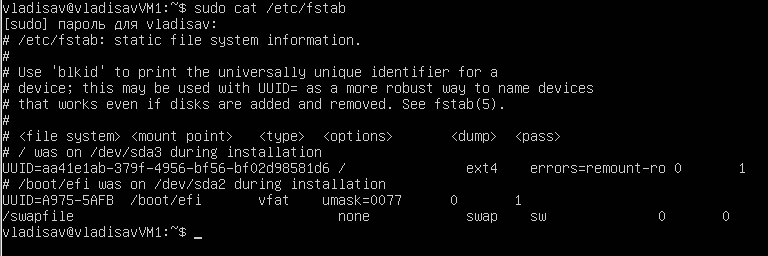 vladisav@vladisavVM1:~$ sudo cat /etc/fstab
[sudo] пароль для vladisav:
# /etc/fstab: static file system information.
#
# Use 'blkid' to print the universally unique identifier for a
# device; this may be used with UUID= as a more robust way to name devices
# that works even if disks are added and removed. See fstab(5).
#
# <file system> <mount point>   <type>  <options>       <dump>  <pass>
# / was on /dev/sda3 during installation
UUID=aa41e1ab-379f-4956-bf56-bf02d98581d6 /               ext4    errors=remount-ro 0       1
# /boot/efi was on /dev/sda2 during installation
UUID=A975-5AFB  /boot/efi       vfat    umask=0077      0       1
/swapfile                                 none            swap    sw              0       0
vladisav@vladisavVM1:~$ _